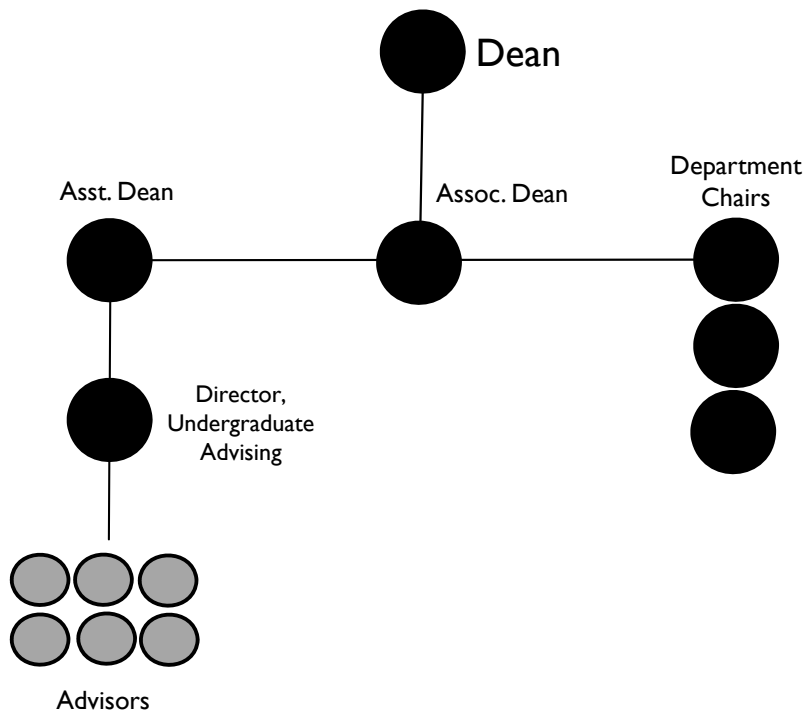 Dean
Asst. Dean
Assoc. Dean
Department
Chairs
Director,
Undergraduate
Advising
Advisors